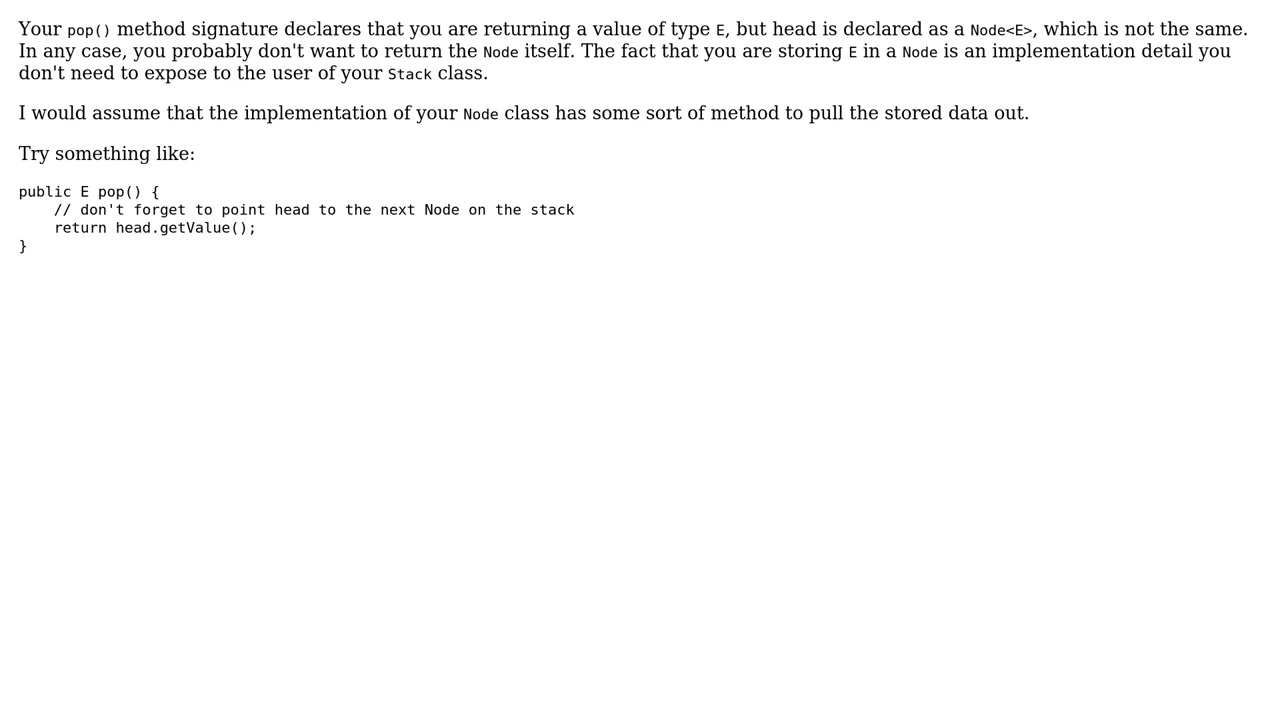 Your pop() method signature declares that you are returning a value of type E, but head is declared as a Node<E>, which is not the same.
In any case, you probably don't want to return the Node itself. The fact that you are storing E in a Node is an implementation detail you
don't need to expose to the user of your Stack class.
I would assume that the implementation of your Node class has some sort of method to pull the stored data out.
Try something like:
public E pop() {
    // don't forget to point head to the next Node on the stack
    return head.getValue();
}